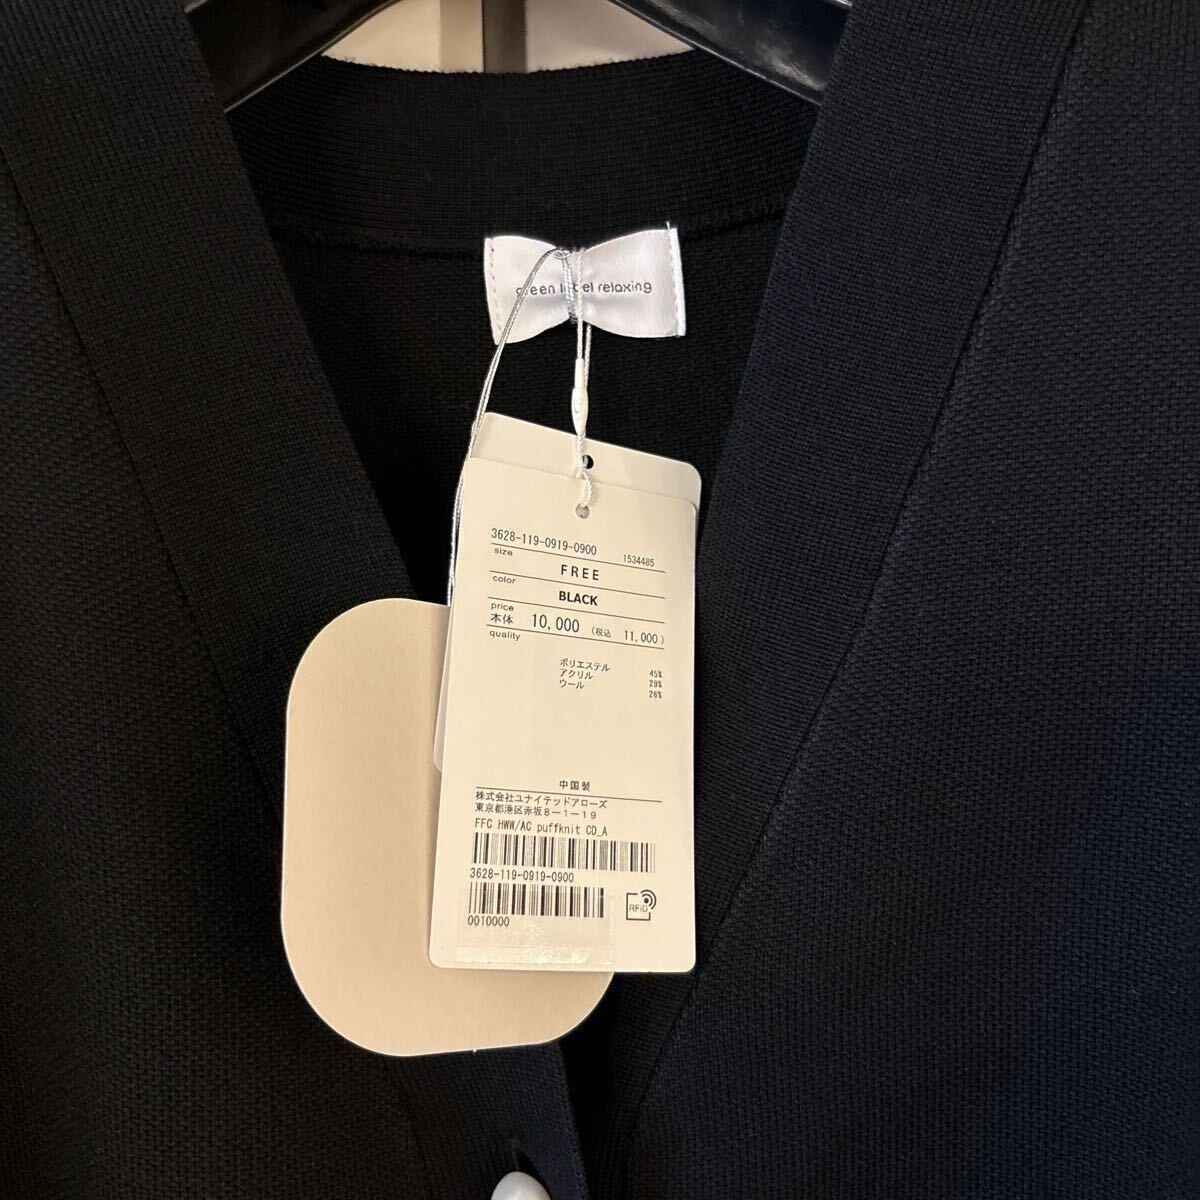 green label relaxing
3628-119-0919-0900 1534485
size
FREE
color
BLACK
price
本体 10,000 (税込 11,000)
quality
ポリエステル 45%
アクリル 29%
ウール 26%
中国製
株式会社ユナイテッドアローズ
東京都港区赤坂8-1-19
FFC HWW/AC puffknit CD_A
3628-119-0919-0900
RFID
0010000